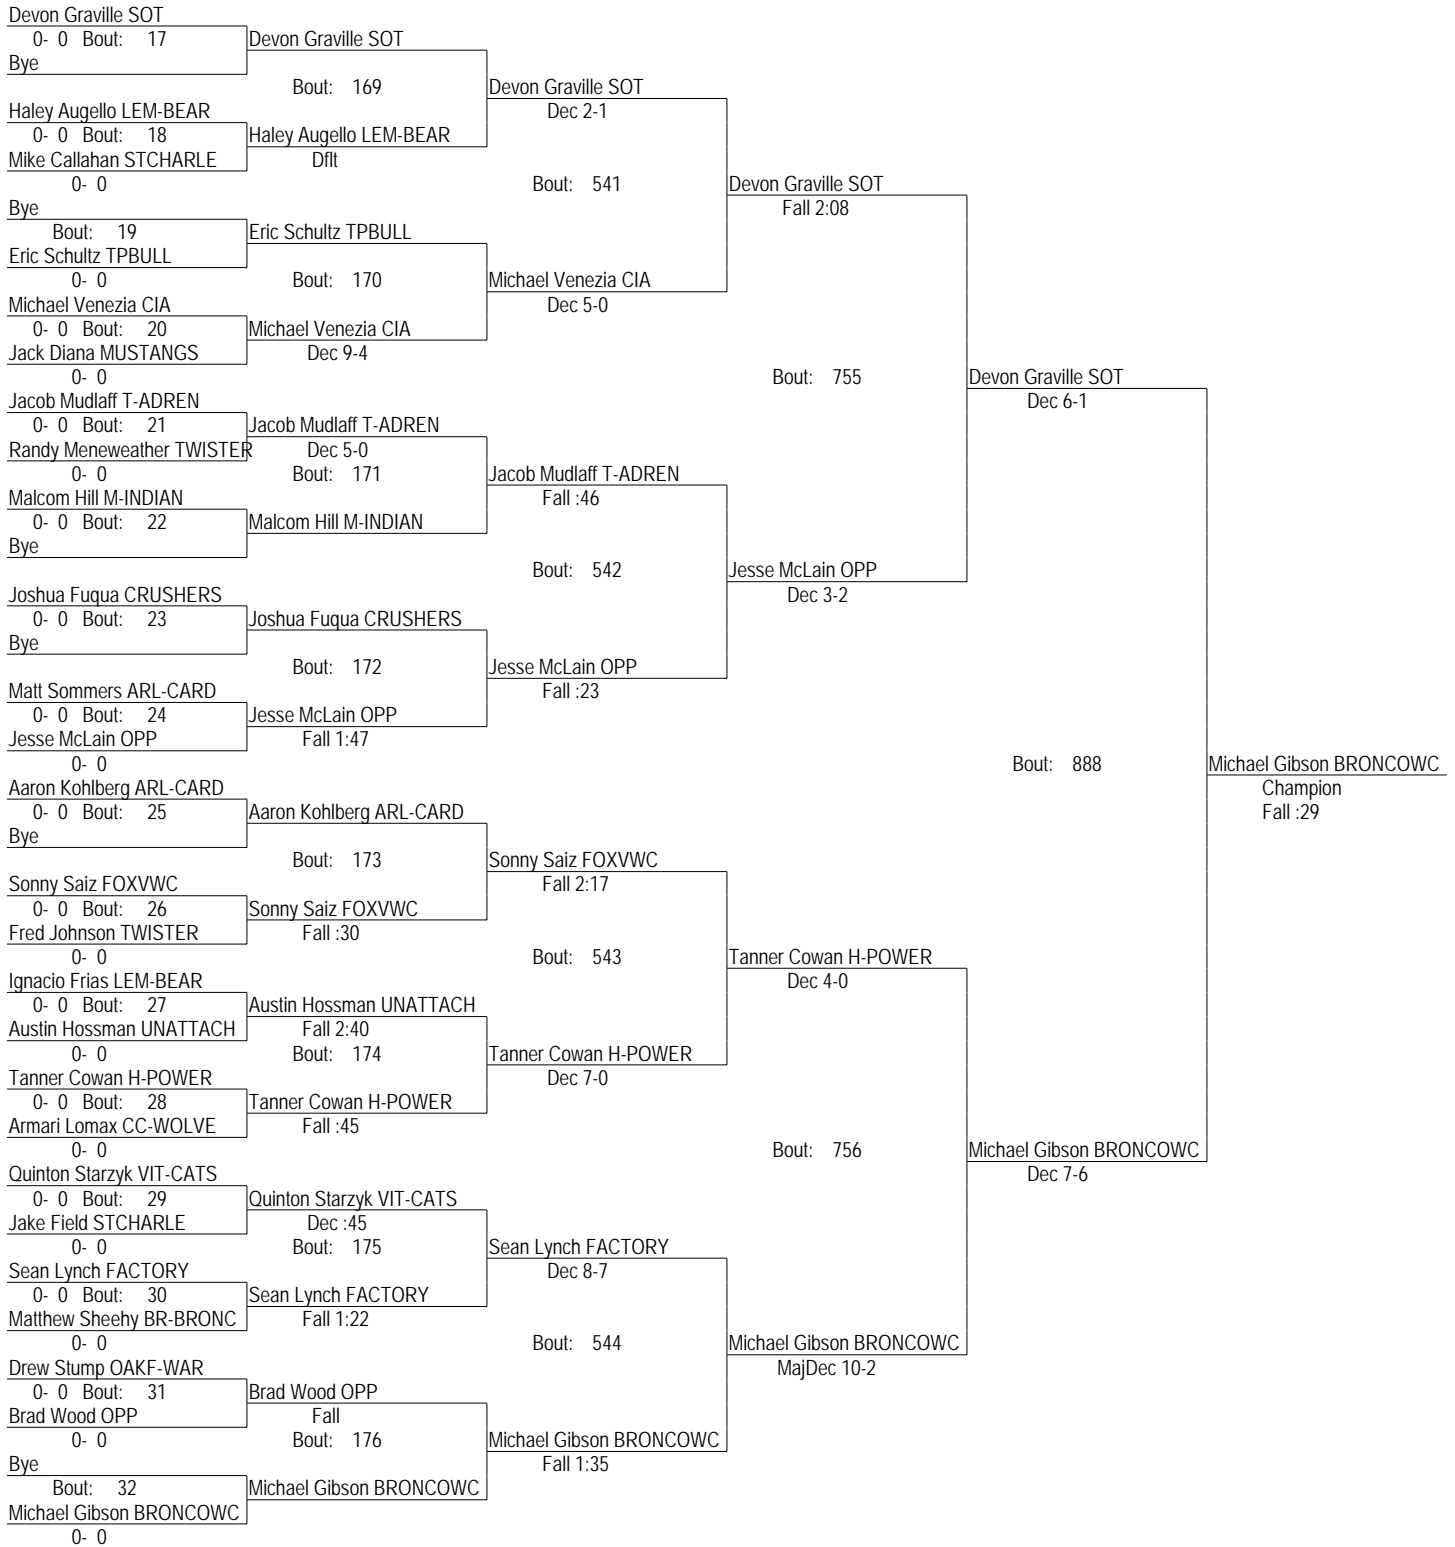 Devon Graville SOT
0- 0 Bout: 17 Devon Graville SOT
Bye
Bout: 169 Devon Graville SOT
Haley Augello LEM-BEAR Dec 2-1
0- 0 Bout: 18 Haley Augello LEM-BEAR
Mike Callahan STCHARLE Dflt
0- 0 Bout: 541 Devon Graville SOT
Bye Fall 2:08
Bout: 19 Eric Schultz TPBULL
Eric Schultz TPBULL
0- 0 Bout: 170 Michael Venezia CIA
Michael Venezia CIA Dec 5-0
0- 0 Bout: 20 Michael Venezia CIA
Jack Diana MUSTANGS Dec 9-4
0- 0 Bout: 755 Devon Graville SOT
Jacob Mudlaff T-ADREN Dec 6-1
0- 0 Bout: 21 Jacob Mudlaff T-ADREN
Randy Meneweather TWISTER Dec 5-0
0- 0 Bout: 171 Jacob Mudlaff T-ADREN
Malcom Hill M-INDIAN Fall :46
0- 0 Bout: 22 Malcom Hill M-INDIAN
Bye
Bout: 542 Jesse McLain OPP
Joshua Fuqua CRUSHERS Dec 3-2
0- 0 Bout: 23 Joshua Fuqua CRUSHERS
Bye
Bout: 172 Jesse McLain OPP
Matt Sommers ARL-CARD Fall :23
0- 0 Bout: 24 Jesse McLain OPP
Jesse McLain OPP Fall 1:47
0- 0 Bout: 888 Michael Gibson BRONCOWC
Aaron Kohlberg ARL-CARD Champion
0- 0 Bout: 25 Aaron Kohlberg ARL-CARD Fall :29
Bye
Bout: 173 Sonny Saiz FOXVWC
Sonny Saiz FOXVWC Fall 2:17
0- 0 Bout: 26 Sonny Saiz FOXVWC
Fred Johnson TWISTER Fall :30
0- 0 Bout: 543 Tanner Cowan H-POWER
Ignacio Frias LEM-BEAR Dec 4-0
0- 0 Bout: 27 Austin Hossman UNATTACH
Austin Hossman UNATTACH Fall 2:40
0- 0 Bout: 174 Tanner Cowan H-POWER
Tanner Cowan H-POWER Dec 7-0
0- 0 Bout: 28 Tanner Cowan H-POWER
Armari Lomax CC-WOLVE Fall :45
0- 0 Bout: 756 Michael Gibson BRONCOWC
Quinton Starzyk VIT-CATS Dec 7-6
0- 0 Bout: 29 Quinton Starzyk VIT-CATS
Jake Field STCHARLE Dec :45
0- 0 Bout: 175 Sean Lynch FACTORY
Sean Lynch FACTORY Dec 8-7
0- 0 Bout: 30 Sean Lynch FACTORY
Matthew Sheehy BR-BRONC Fall 1:22
0- 0 Bout: 544 Michael Gibson BRONCOWC
Drew Stump OAKF-WAR MajDec 10-2
0- 0 Bout: 31 Brad Wood OPP
Brad Wood OPP Fall
0- 0 Bout: 176 Michael Gibson BRONCOWC
Bye Fall 1:35
Bout: 32 Michael Gibson BRONCOWC
Michael Gibson BRONCOWC
0- 0